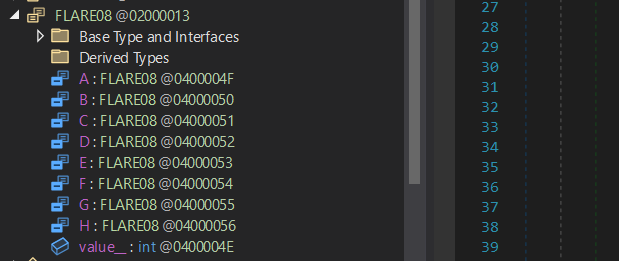 FLARE08 @02000013
Base Type and Interfaces
Derived Types
A : FLARE08 @0400004F
B : FLARE08 @04000050
C : FLARE08 @04000051
D : FLARE08 @04000052
E : FLARE08 @04000053
F : FLARE08 @04000054
G : FLARE08 @04000055
H : FLARE08 @04000056
value__ : int @0400004E
27
28
29
30
31
32
33
34
35
36
37
38
39